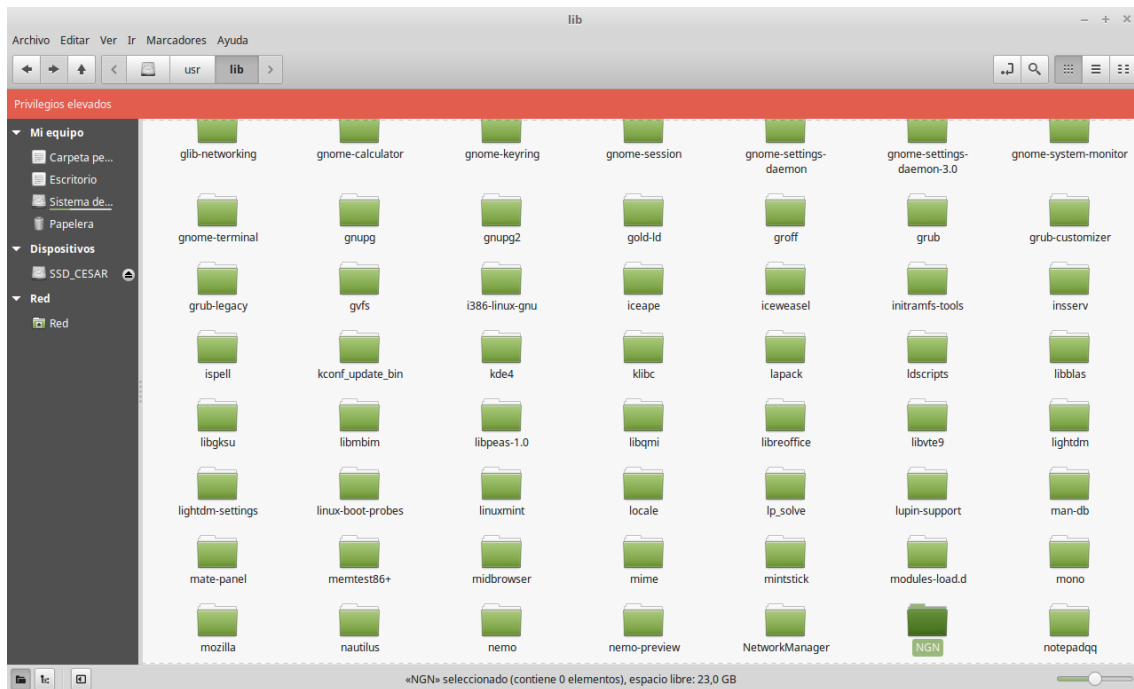 lib
Archivo Editar Ver Ir Marcadores Ayuda
usr lib
Privilegios elevados
Mi equipo
Carpeta pe...
Escritorio
Sistema de...
Papelera
Dispositivos
SSD_CESAR
Red
Red
glib-networking gnome-calculator gnome-keyring gnome-session gnome-settings- gnome-settings- gnome-system-monitor
daemon daemon-3.0
gnome-terminal gnupg gnupg2 gold-ld groff grub grub-customizer
grub-legacy gvfs i386-linux-gnu iceape iceweasel initramfs-tools insserv
ispell kconf_update_bin kde4 klibc lapack ldscripts libblas
libgksu libmbim libpeas-1.0 libqmi libreoffice libvte9 lightdm
lightdm-settings linux-boot-probes linuxmint locale lp_solve lupin-support man-db
mate-panel memtest86+ midbrowser mime mintstick modules-load.d mono
mozilla nautilus nemo nemo-preview NetworkManager NGN notepadqq
«NGN» seleccionado (contiene 0 elementos), espacio libre: 23,0 GB